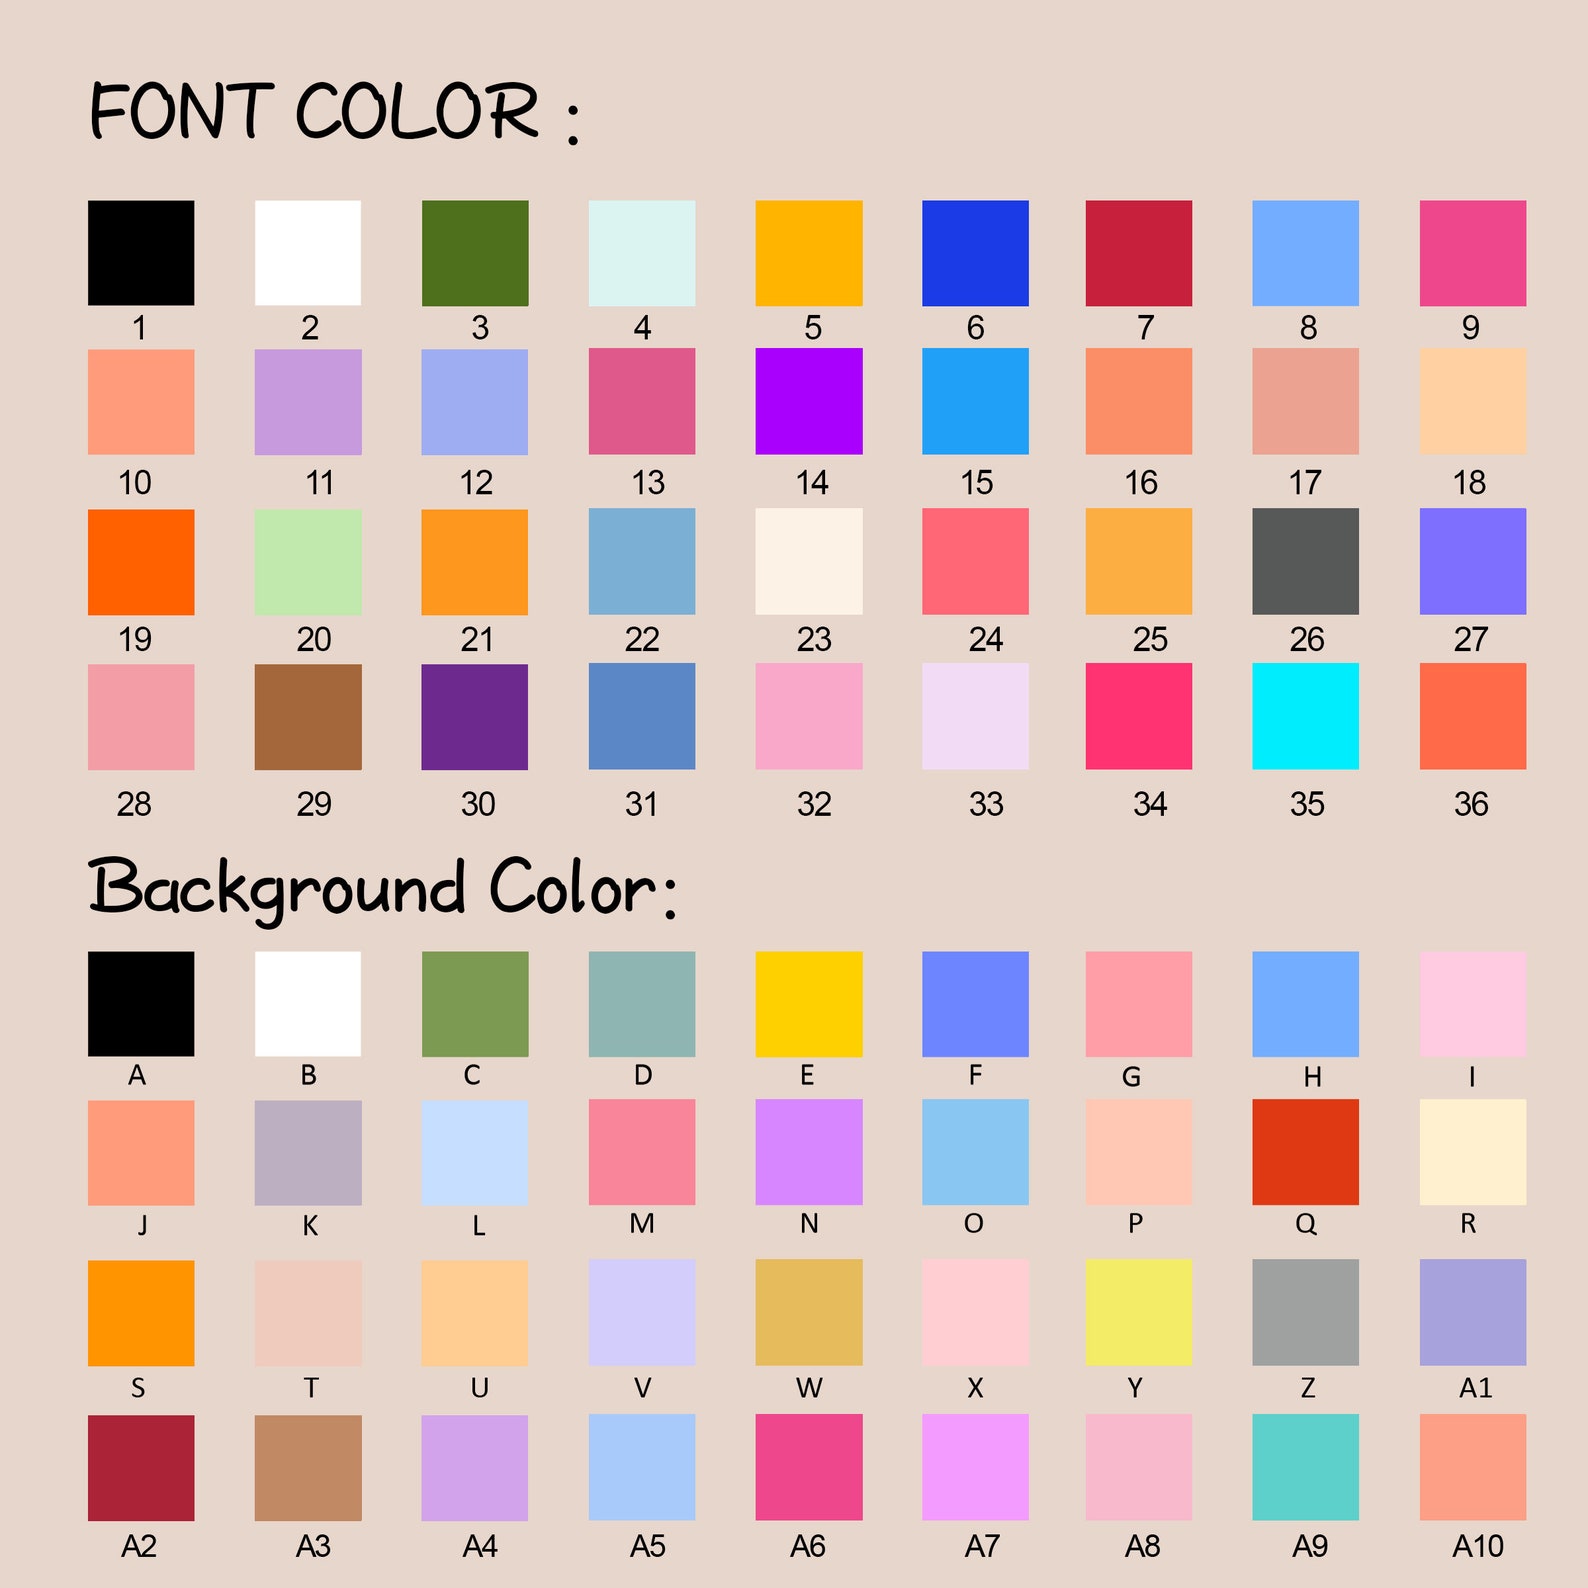 FONT COLOR :
1 2 3 4 5 6 7 8 9
10 11 12 13 14 15 16 17 18
19 20 21 22 23 24 25 26 27
28 29 30 31 32 33 34 35 36
Background Color:
A B C D E F G H I
J K L M N O P Q R
S T U V W X Y Z A1
A2 A3 A4 A5 A6 A7 A8 A9 A10